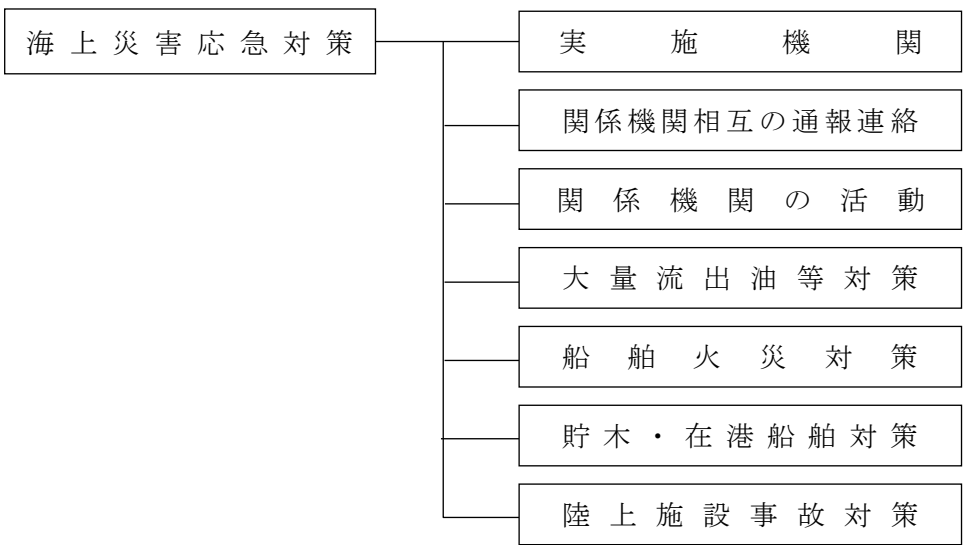 海上災害応急対策
実施機関
関係機関相互の通報連絡
関係機関の活動
大量流出油等対策
船舶火災対策
貯木・在港船舶対策
陸上施設事故対策